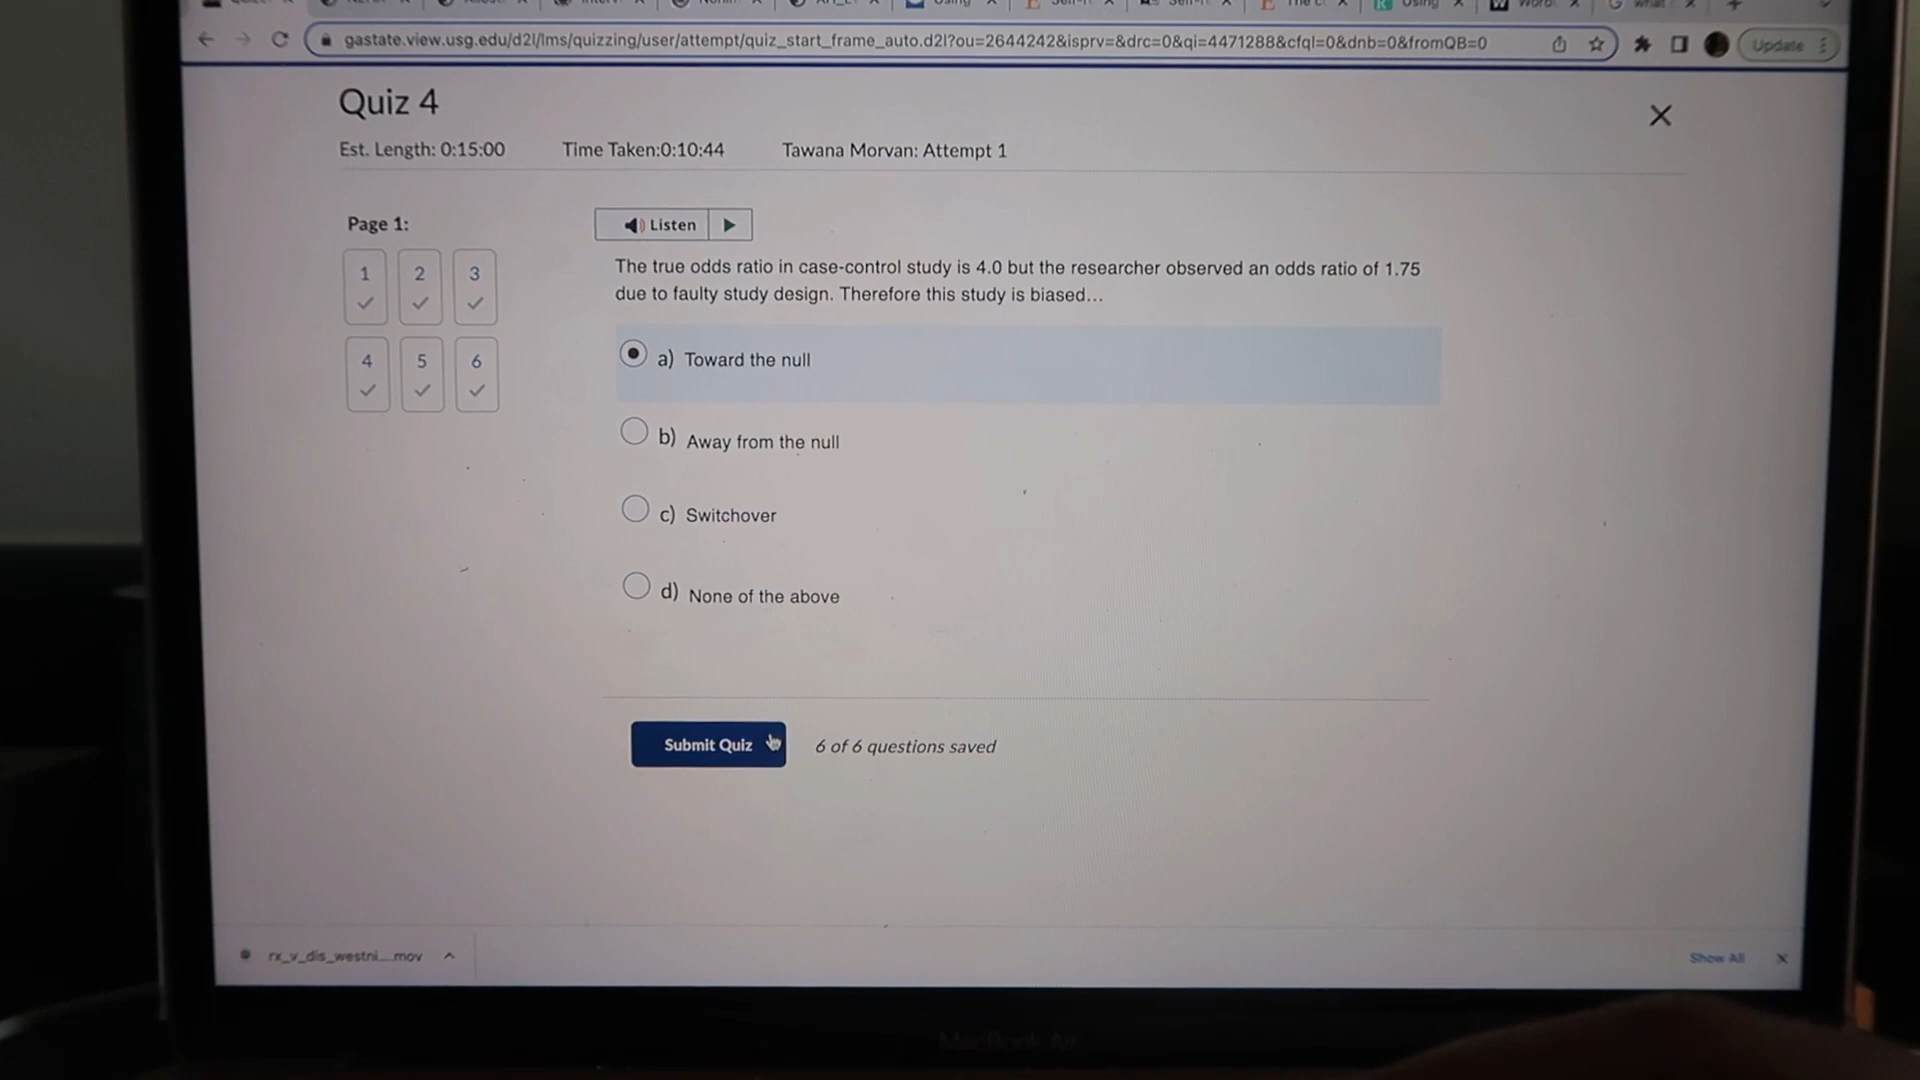 gastate.view.usg.edu/d2l/lms/quizzing/user/attempt/quiz_start_frame_auto.d2l?ou=2644242&isprv=&drc=0&qi=4471288&cfql=0&dnb=0&fromQB=0
Update
Quiz 4
Est. Length: 0:15:00 Time Taken:0:10:44 Tawana Morvan: Attempt 1
Page 1:
1 2 3
4 5 6
Listen
The true odds ratio in case-control study is 4.0 but the researcher observed an odds ratio of 1.75
due to faulty study design. Therefore this study is biased...
a) Toward the null
b) Away from the null
c) Switchover
d) None of the above
Submit Quiz 6 of 6 questions saved
rx_v_dis_westni....mov
Show All
MacBook Air